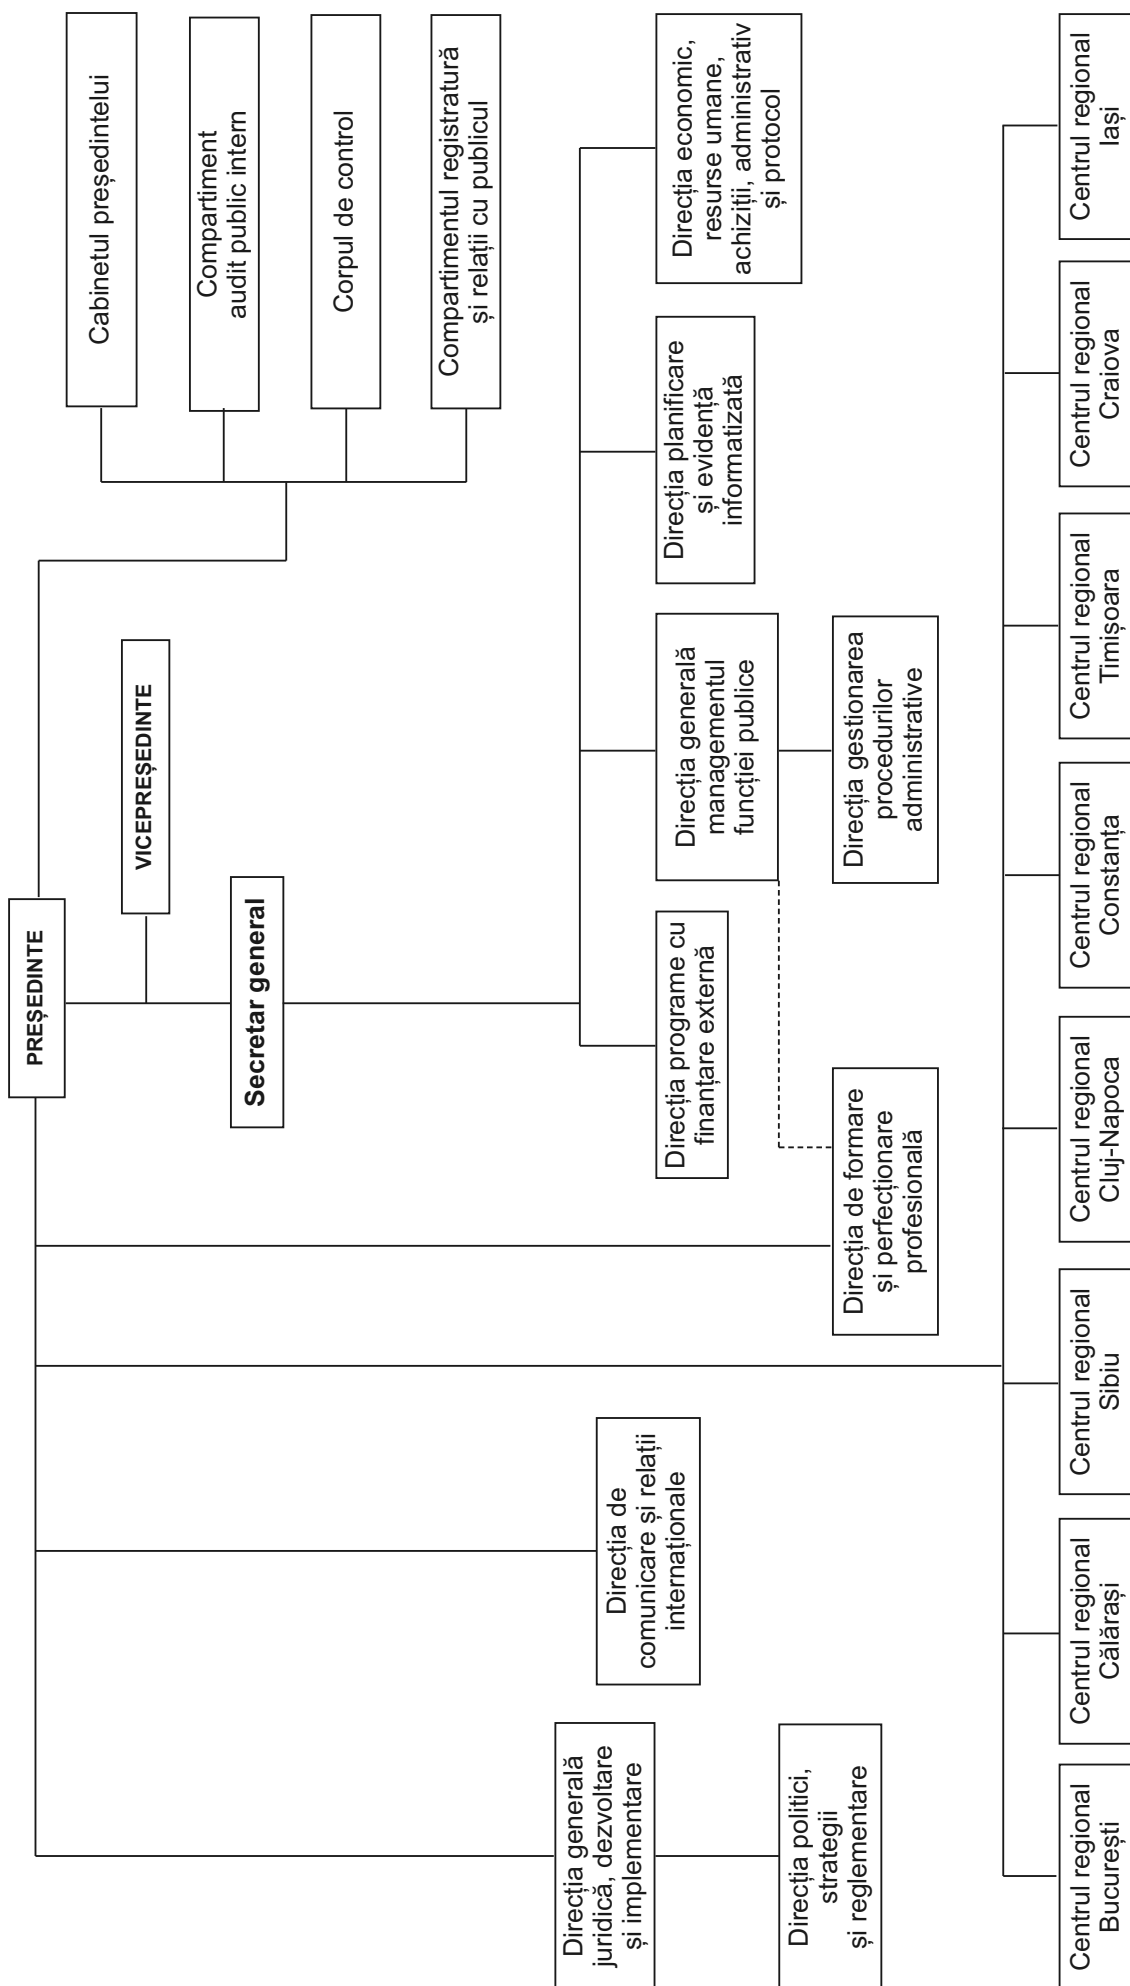 PREȘEDINTE
VICEPREȘEDINTE
Secretar general
Cabinetul președintelui
Compartiment
audit public intern
Corpul de control
Compartimentul registratură
și relații cu publicul
Direcția generală
juridică, dezvoltare
și implementare
Direcția politici,
strategii
și reglementare
Direcția de
comunicare și relații
internaționale
Direcția de formare
și perfecționare
profesională
Direcția programe cu
finanțare externă
Direcția generală
managementul
funcției publice
Direcția gestionarea
procedurilor
administrative
Direcția planificare
și evidență
informatizată
Direcția economic,
resurse umane,
achiziții, administrativ
și protocol
Centrul regional
București
Centrul regional
Călărași
Centrul regional
Sibiu
Centrul regional
Cluj-Napoca
Centrul regional
Constanța
Centrul regional
Timișoara
Centrul regional
Craiova
Centrul regional
Iași